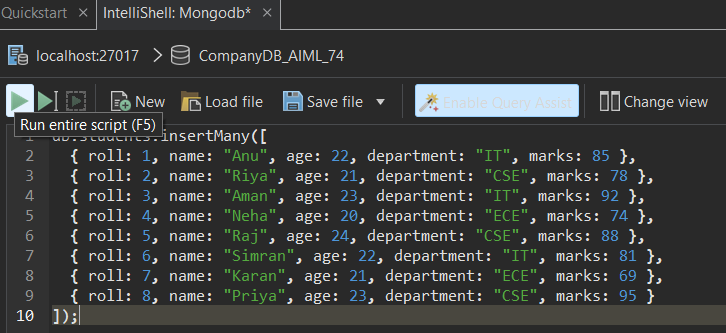 Quickstart × IntelliShell: Mongodb* ×
localhost:27017 > CompanyDB_AIML_74
New Load file Save file Enable Query Assist Change view
Run entire script (F5)
db.students.insertMany([
2 { roll: 1, name: "Anu", age: 22, department: "IT", marks: 85 },
3 { roll: 2, name: "Riya", age: 21, department: "CSE", marks: 78 },
4 { roll: 3, name: "Aman", age: 23, department: "IT", marks: 92 },
5 { roll: 4, name: "Neha", age: 20, department: "ECE", marks: 74 },
6 { roll: 5, name: "Raj", age: 24, department: "CSE", marks: 88 },
7 { roll: 6, name: "Simran", age: 22, department: "IT", marks: 81 },
8 { roll: 7, name: "Karan", age: 21, department: "ECE", marks: 69 },
9 { roll: 8, name: "Priya", age: 23, department: "CSE", marks: 95 }
10 ]);